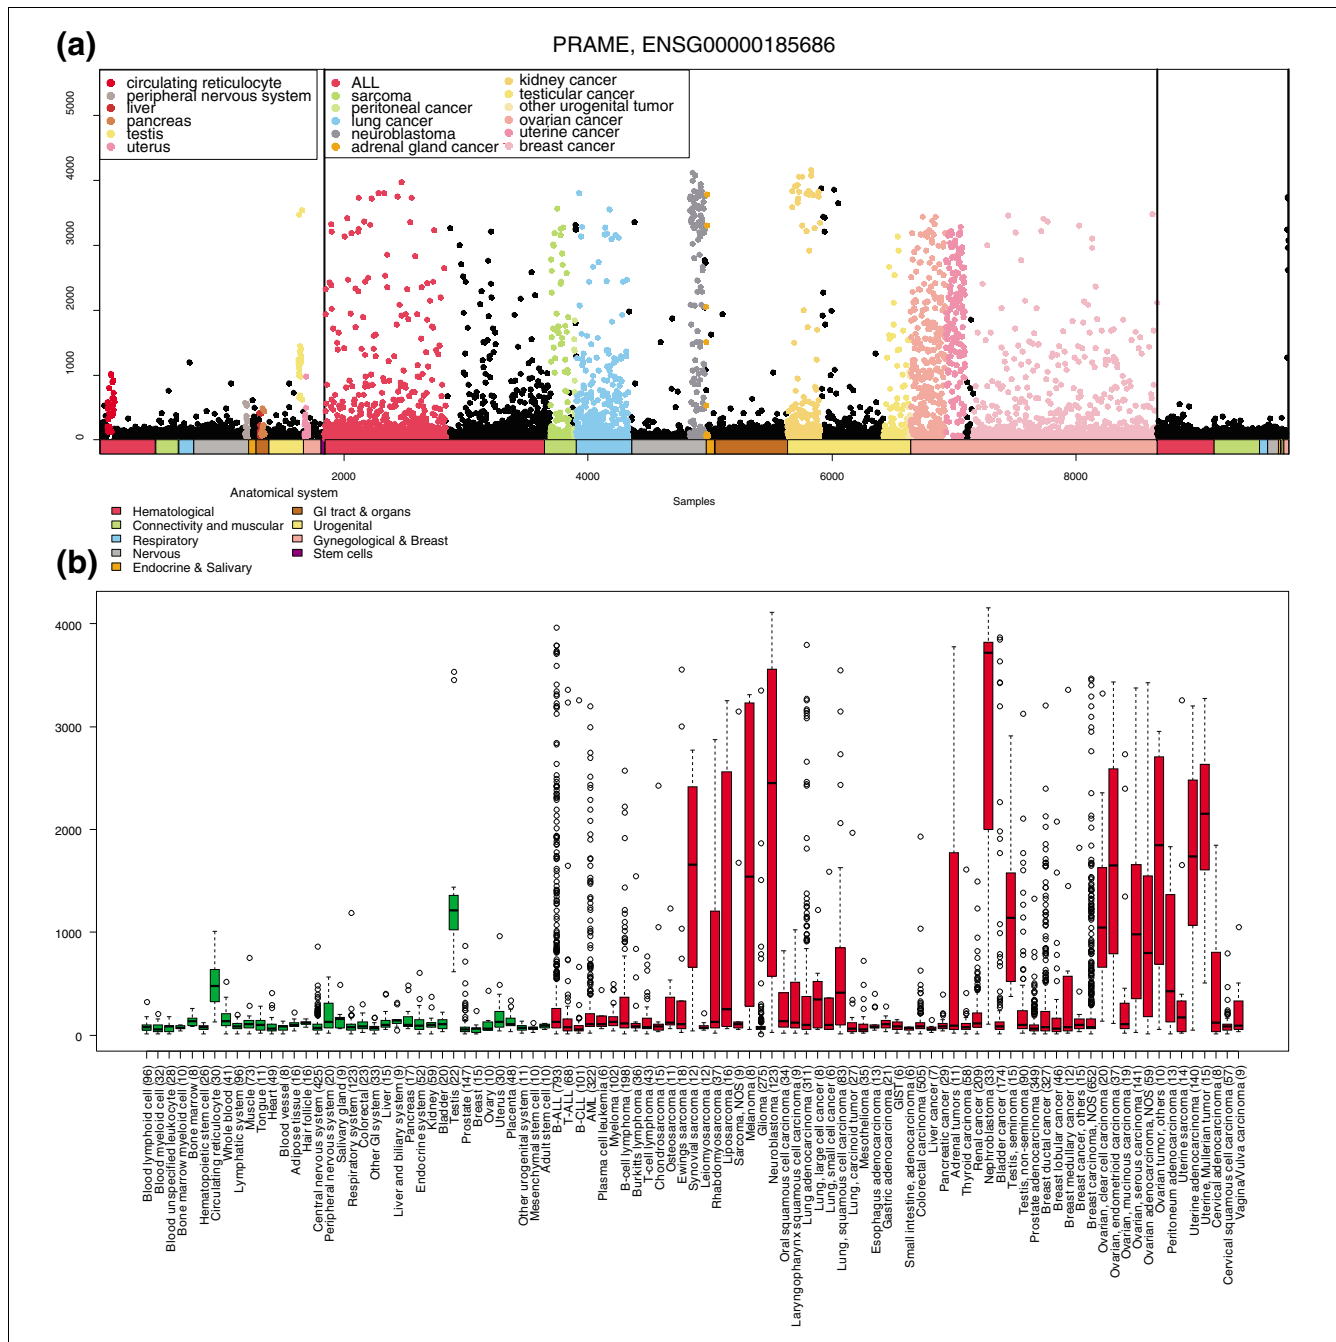 (a)
PRAME, ENSG00000185686
circulating reticulocyte
peripheral nervous system
liver
pancreas
testis
uterus
ALL
sarcoma
peritoneal cancer
lung cancer
neuroblastoma
adrenal gland cancer
kidney cancer
testicular cancer
other urogenital tumor
ovarian cancer
uterine cancer
breast cancer
5000
4000
3000
2000
1000
0
2000
4000
6000
8000
Samples
Anatomical system
Hematological
Connectivity and muscular
Respiratory
Nervous
Endocrine & Salivary
GI tract & organs
Urogenital
Gynegological & Breast
Stem cells
(b)
4000
3000
2000
1000
0
Blood lymphoid cell (96)
Blood myeloid cell (32)
Blood unspecified leukocyte (28)
Bone marrow myeloid cell (10)
Bone marrow (8)
Hematopoietic stem cell (26)
Circulating reticulocyte (30)
Whole blood (41)
Lymphatic system (96)
Muscle (73)
Tongue (11)
Heart (49)
Blood vessel (8)
Adipose tissue (16)
Hair follicle (16)
Central nervous system (425)
Peripheral nervous system (20)
Salivary gland (9)
Respiratory system (123)
Colorectal (23)
Other GI system (33)
Liver (15)
Liver and biliary system (9)
Pancreas (17)
Endocrine system (52)
Kidney (59)
Bladder (20)
Testis (22)
Prostate (147)
Breast (15)
Ovary (10)
Uterus (30)
Placenta (48)
Other urogenital system (11)
Mesenchymal stem cell (10)
Adult stem cell (10)
B-ALL (793)
T-ALL (68)
B-CLL (101)
AML (322)
Plasma cell leukemia (6)
Myeloma (102)
B-cell lymphoma (198)
Burkitts lymphoma (36)
T-cell lymphoma (43)
Chondrosarcoma (15)
Osteosarcoma (11)
Ewings sarcoma (18)
Synovial sarcoma (12)
Leiomyosarcoma (12)
Rhabdomyosarcoma (37)
Liposarcoma (16)
Sarcoma, NOS (9)
Melanoma (8)
Glioma (275)
Neuroblastoma (123)
Oral squamous cell carcinoma (34)
Laryngopharynx squamous cell carcinoma (9)
Lung adenocarcinoma (311)
Lung, large cell cancer (8)
Lung, small cell cancer (6)
Lung, squamous cell carcinoma (83)
Lung, carcinoid tumor (27)
Mesothelioma (35)
Esophagus adenocarcinoma (13)
Gastric adenocarcinoma (21)
GIST (16)
Small intestine, adenocarcinoma (6)
Colorectal carcinoma (505)
Liver cancer (7)
Pancreatic cancer (29)
Adrenal tumors (11)
Thyroid carcinoma (58)
Renal cancer (209)
Nephroblastoma (33)
Bladder cancer (174)
Testis, seminoma (15)
Testis, non-seminoma (99)
Prostate adenocarcinoma (349)
Breast ductal cancer (327)
Breast lobular cancer (46)
Breast medullary cancer (12)
Breast cancer, others (15)
Breast carcinoma, NOS (655)
Ovarian, clear cell carcinoma (20)
Ovarian, endometrioid carcinoma (37)
Ovarian, mucinous carcinoma (19)
Ovarian, serous carcinoma (141)
Ovarian adenocarcinoma, NOS (59)
Ovarian tumor, others (10)
Peritoneum adenocarcinoma (13)
Uterine sarcoma (14)
Uterine adenocarcinoma (140)
Uterine, Mullerian tumor (7)
Cervical adenocarcinoma (8)
Cervical squamous cell carcinoma (57)
Vagina/Vulva carcinoma (9)